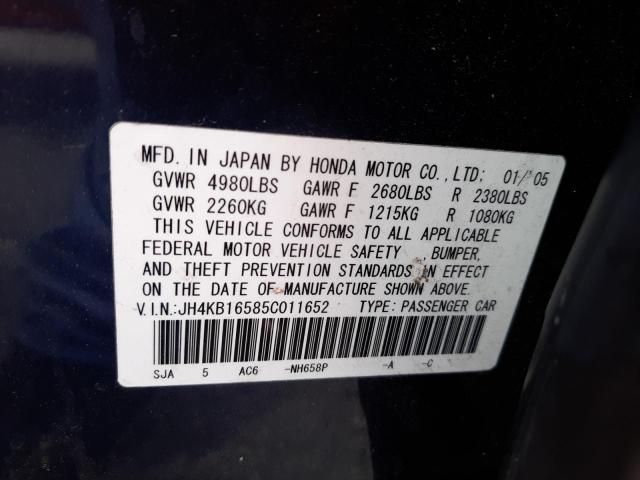 MFD. IN JAPAN BY HONDA MOTOR CO.,LTD; 01/'05
GVWR 4980LBS GAWR F 2680LBS R 2380LBS
GVWR 2260KG GAWR F 1215KG R 1080KG
THIS VEHICLE CONFORMS TO ALL APPLICABLE
FEDERAL MOTOR VEHICLE SAFETY ,BUMPER,
AND THEFT PREVENTION STANDARDS IN EFFECT
ON THE DATE OF MANUFACTURE SHOWN ABOVE.
V.I.N.:JH4KB16585C011652 TYPE: PASSENGER CAR
SJA 5 AC6 -NH658P -A -C